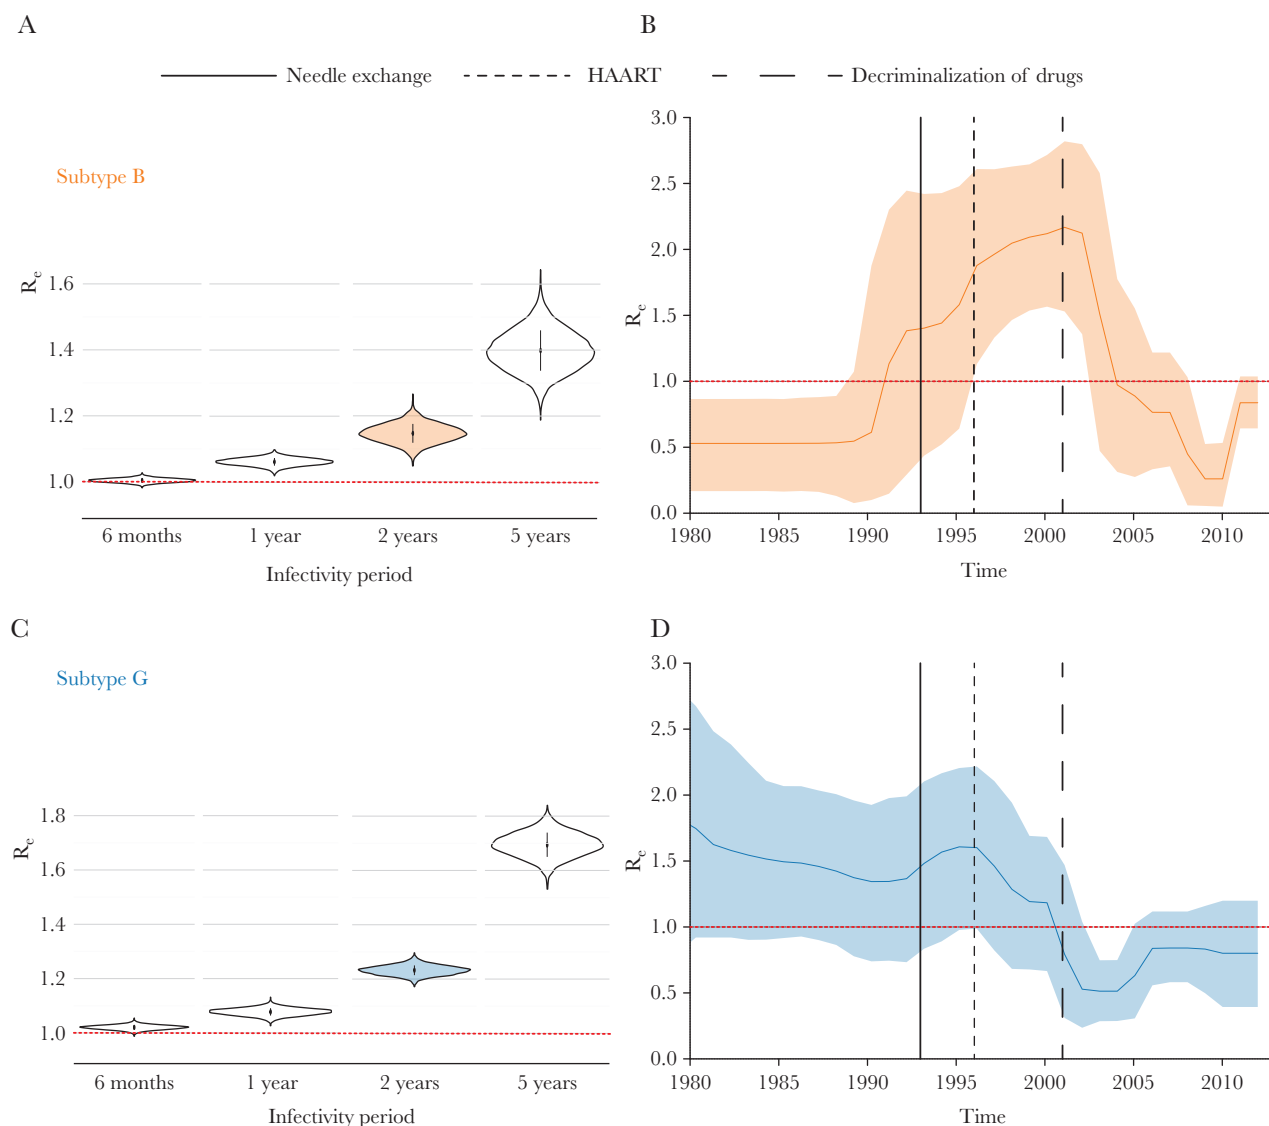 A
B
Needle exchange
HAART
Decriminalization of drugs
Subtype B
R_e
1.6
1.4
1.2
1.0
6 months 1 year 2 years 5 years
Infectivity period
R_e
3.0
2.5
2.0
1.5
1.0
0.5
0.0
1980 1985 1990 1995 2000 2005 2010
Time
C
D
Subtype G
R_e
1.8
1.6
1.4
1.2
1.0
6 months 1 year 2 years 5 years
Infectivity period
R_e
3.0
2.5
2.0
1.5
1.0
0.5
0.0
1980 1985 1990 1995 2000 2005 2010
Time